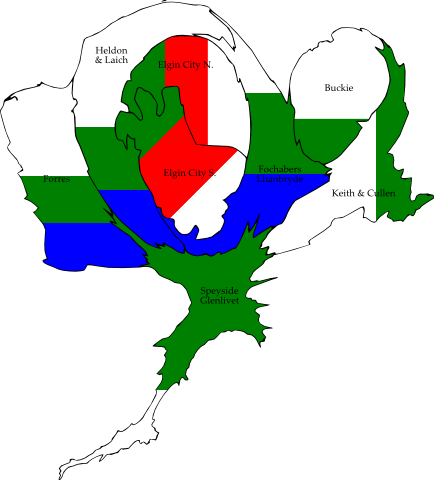 Heldon
& Laich
Elgin City N.
Buckie
Forres
Elgin City S.
Fochabers
Lhanbryde
Keith & Cullen
Speyside
Glenlivet